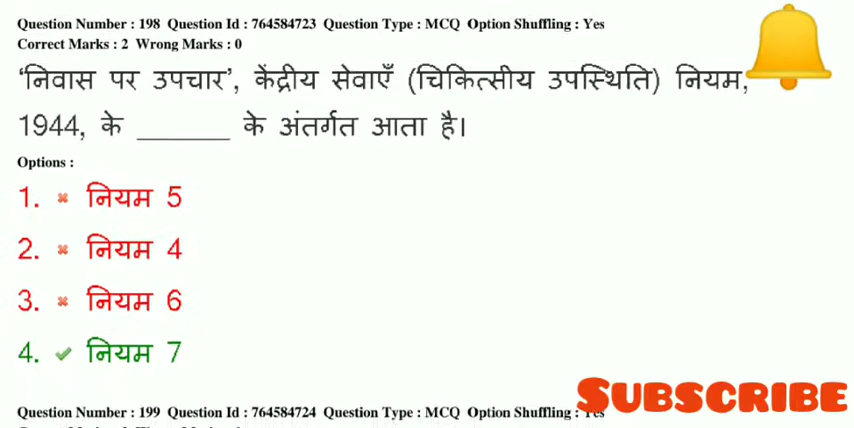 Question Number : 198 Question Id : 764584723 Question Type : MCQ Option Shuffling : Yes
Correct Marks : 2 Wrong Marks : 0
‘निवास पर उपचार’, केंद्रीय सेवाएँ (चिकित्सीय उपस्थिति) नियम,
1944, के ______ के अंतर्गत आता है।
Options :
1. नियम 5
2. नियम 4
3. नियम 6
4. नियम 7
SUBSCRIBE
Question Number : 199 Question Id : 764584724 Question Type : MCQ Option Shuffling : Yes